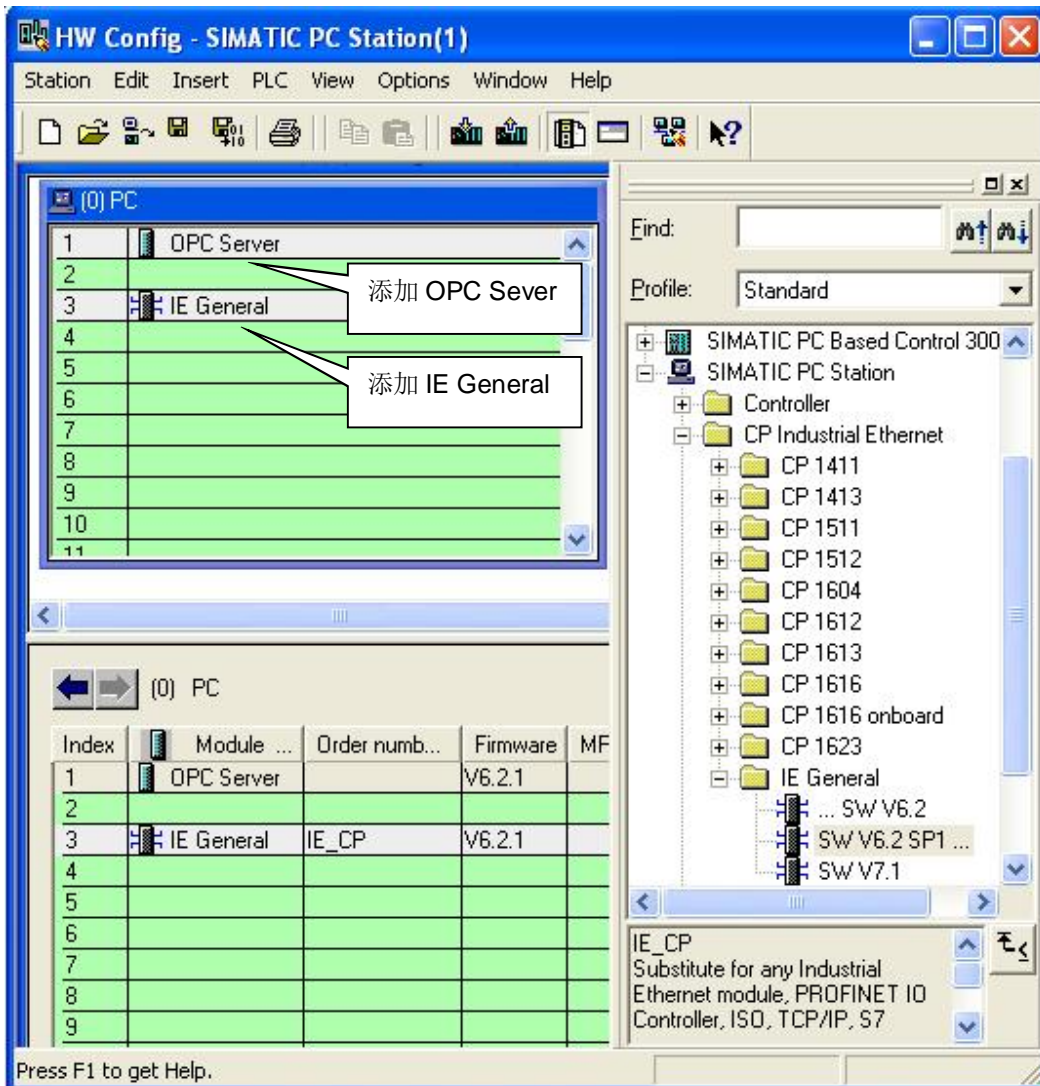 HW Config - SIMATIC PC Station(1)
Station Edit Insert PLC View Options Window Help
(0) PC
1 OPC Server
2
3 IE General
4
5
6
7
8
9
10
11
添加 OPC Sever
添加 IE General
Find:
Profile: Standard
SIMATIC PC Based Control 300
SIMATIC PC Station
Controller
CP Industrial Ethernet
CP 1411
CP 1413
CP 1511
CP 1512
CP 1604
CP 1612
CP 1613
CP 1616
CP 1616 onboard
CP 1623
IE General
... SW V6.2
SW V6.2 SP1 ...
SW V7.1
(0) PC
Index Module ... Order numb... Firmware MF
1 OPC Server V6.2.1
2
3 IE General IE_CP V6.2.1
4
5
6
7
8
9
IE_CP
Substitute for any Industrial
Ethernet module, PROFINET IO
Controller, ISO, TCP/IP, S7
Press F1 to get Help.